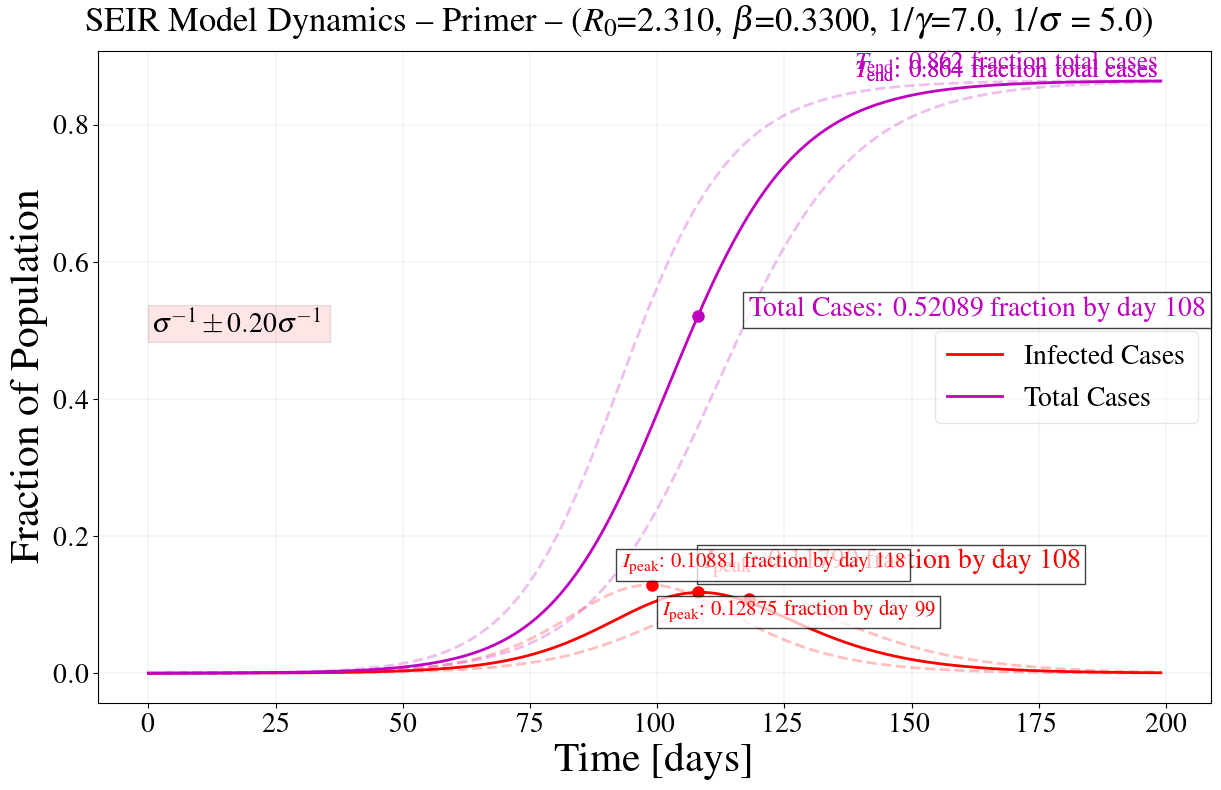 SEIR Model Dynamics – Primer – (R₀=2.310, β=0.3300, 1/γ=7.0, 1/σ = 5.0)
T_end: 0.862 fraction total cases
T_end: 0.864 fraction total cases
0.8
0.6
Total Cases: 0.52089 fraction by day 108
σ⁻¹ ± 0.20σ⁻¹
Infected Cases
0.4
Total Cases
0.2
I_peak: 0.10881 fraction by day 118
fraction by day 108
I_peak: 0.12875 fraction by day 99
0.0
0 25 50 75 100 125 150 175 200
Time [days]
Fraction of Population